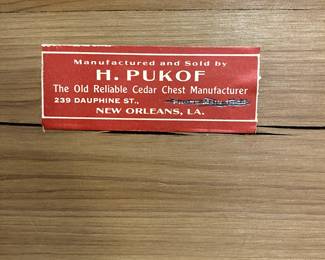 Manufactured and Sold by
H. PUKOF
The Old Reliable Cedar Chest Manufacturer
239 DAUPHINE ST.,
NEW ORLEANS, LA.